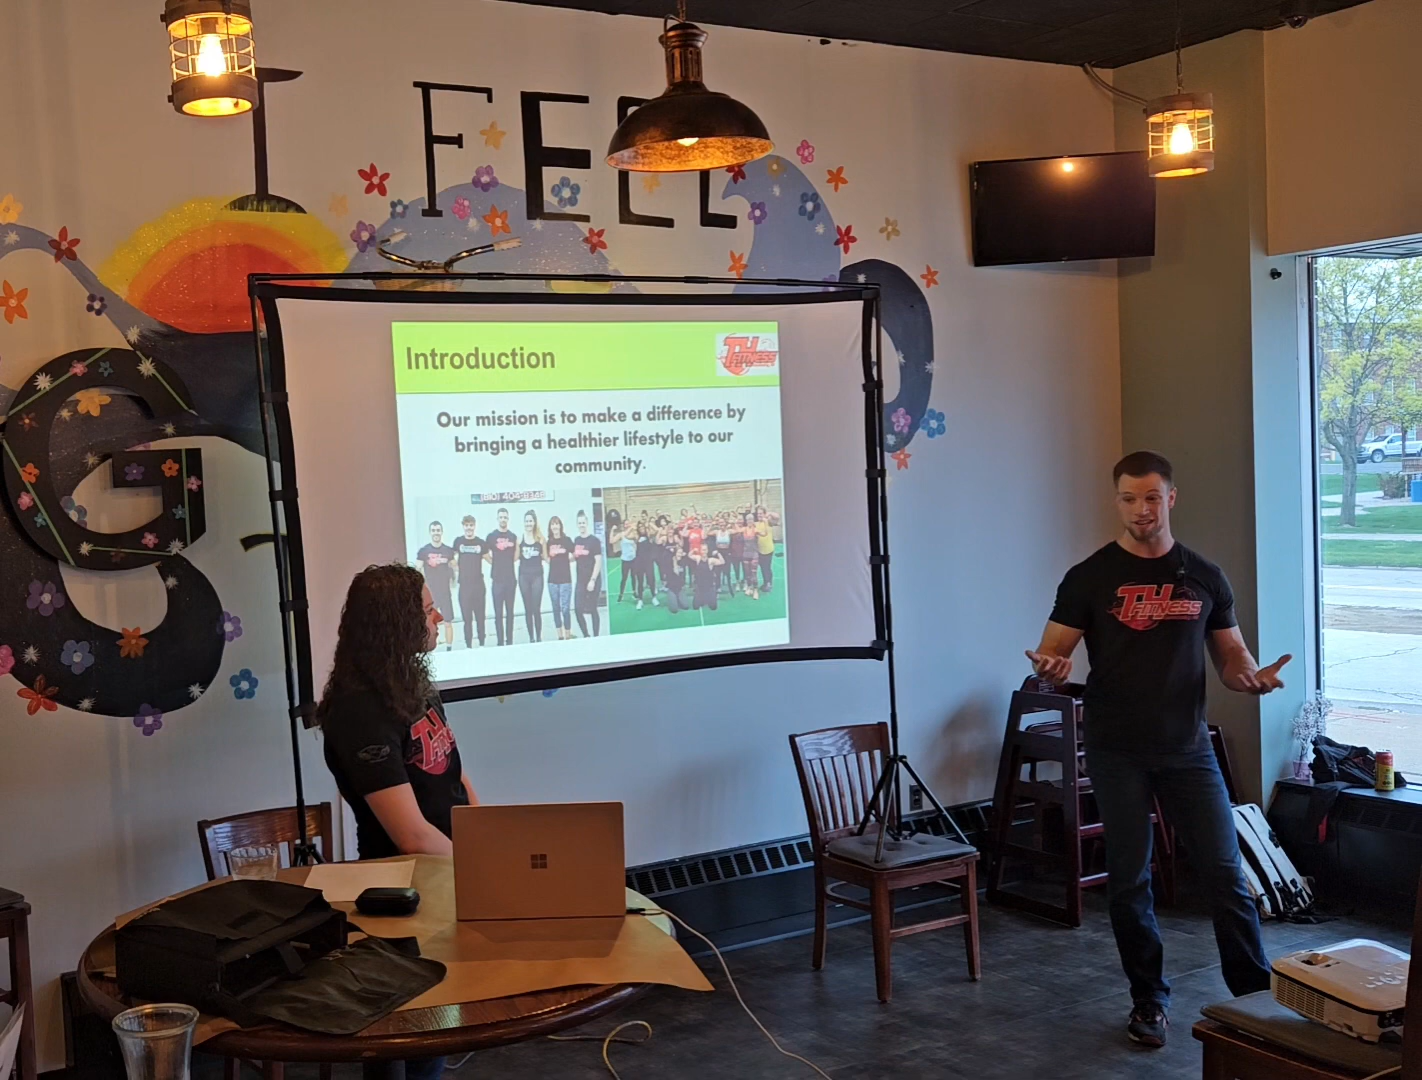 I FEEL
G
Introduction
TH
FITNESS
Our mission is to make a difference by
bringing a healthier lifestyle to our
community.
TH
FITNESS
TH